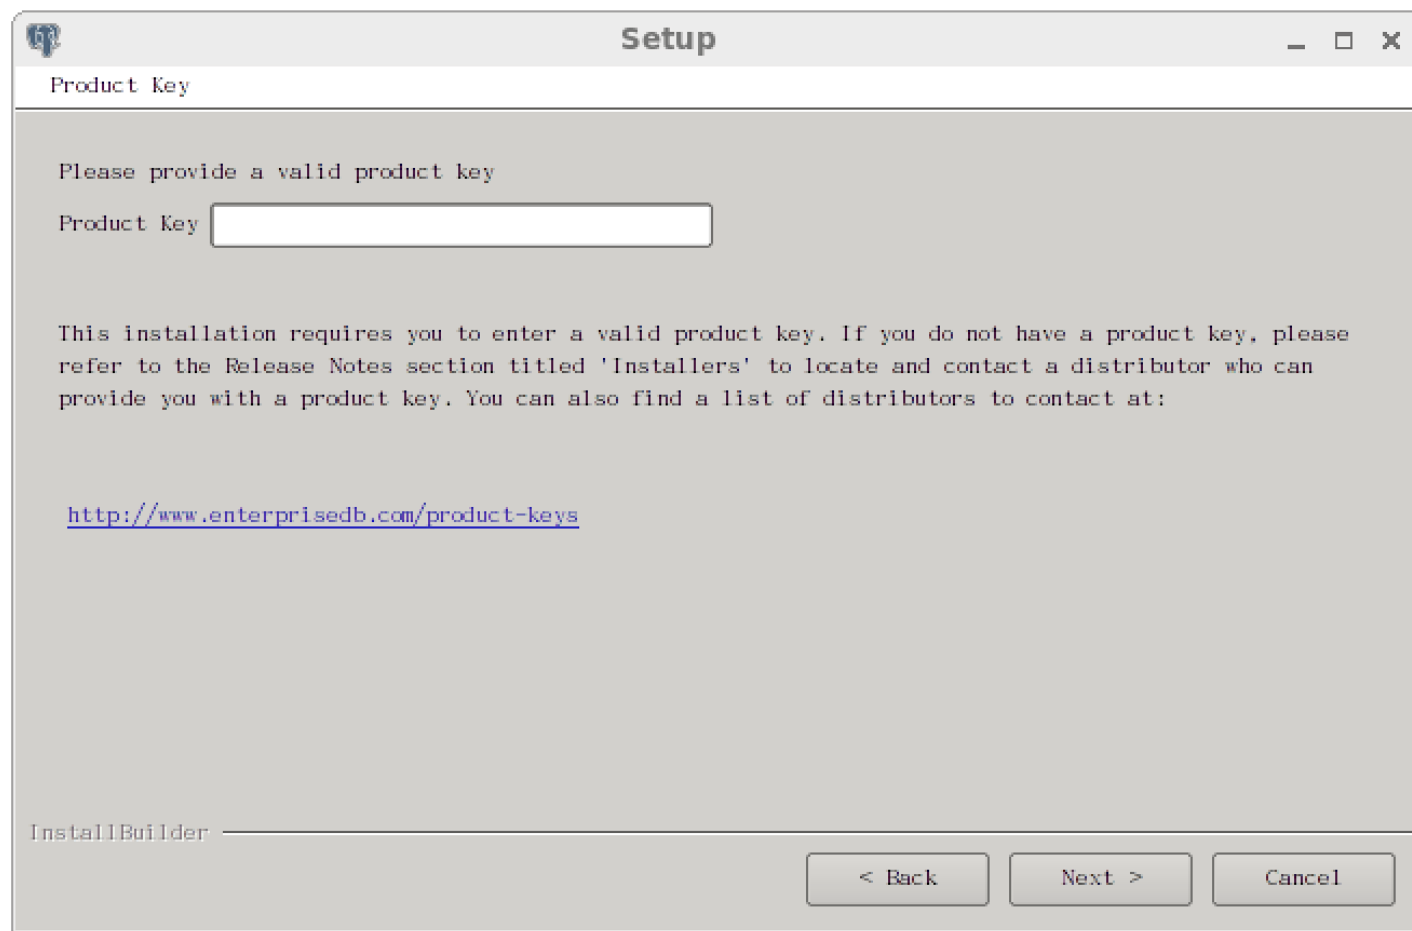 Setup
Product Key
Please provide a valid product key
Product Key
This installation requires you to enter a valid product key. If you do not have a product key, please
refer to the Release Notes section titled 'Installers' to locate and contact a distributor who can
provide you with a product key. You can also find a list of distributors to contact at:
http://www.enterprisedb.com/product-keys
InstallBuilder
< Back
Next >
Cancel